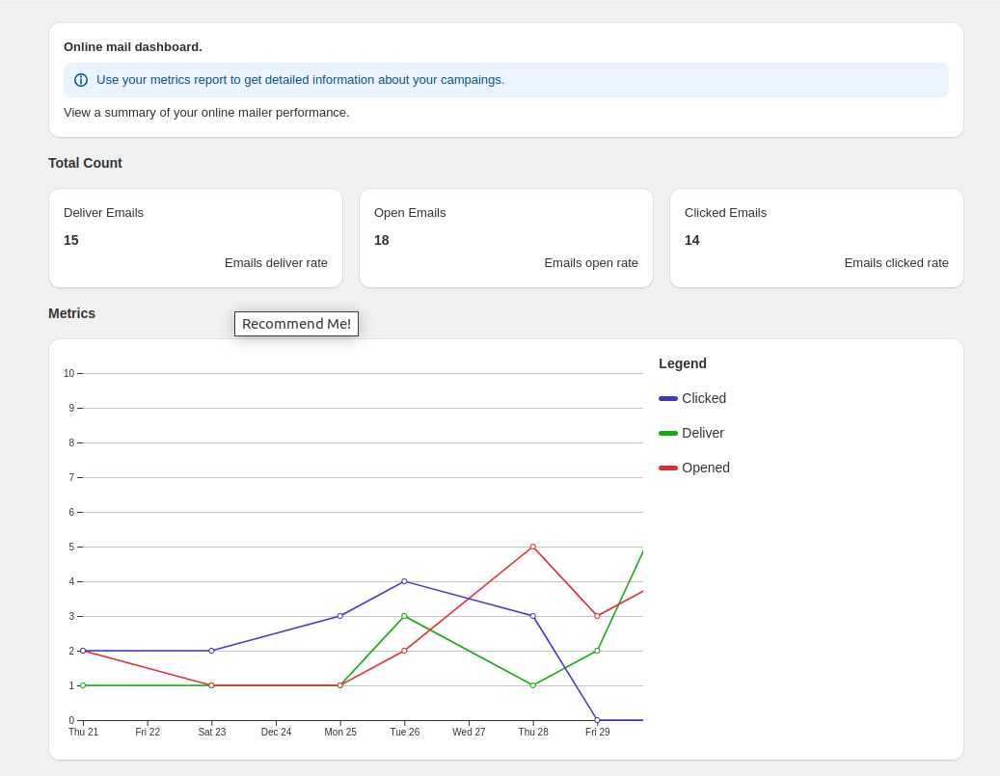 Online mail dashboard.
Use your metrics report to get detailed information about your campaings.
View a summary of your online mailer performance.
Total Count
Deliver Emails
15
Emails deliver rate
Open Emails
18
Emails open rate
Clicked Emails
14
Emails clicked rate
Metrics
Recommend Me!
10
9
8
7
6
5
4
3
2
1
0
Thu 21 Fri 22 Sat 23 Dec 24 Mon 25 Tue 26 Wed 27 Thu 28 Fri 29
Legend
Clicked
Deliver
Opened